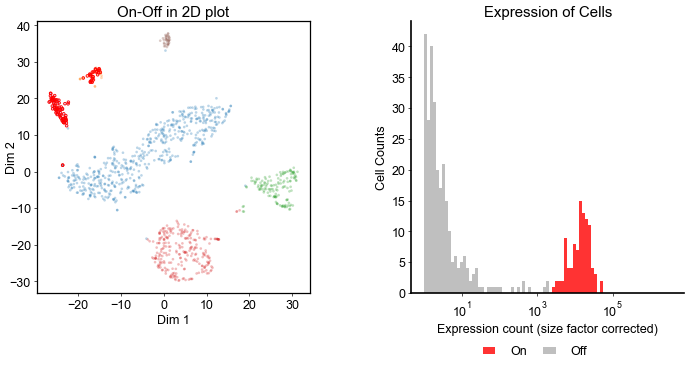 On-Off in 2D plot
40
30
20
10
0
−10
−20
−30
Dim 2
−20 −10 0 10 20 30
Dim 1
Expression of Cells
40
35
30
25
20
15
10
5
0
Cell Counts
10^1 10^3 10^5
Expression count (size factor corrected)
On Off